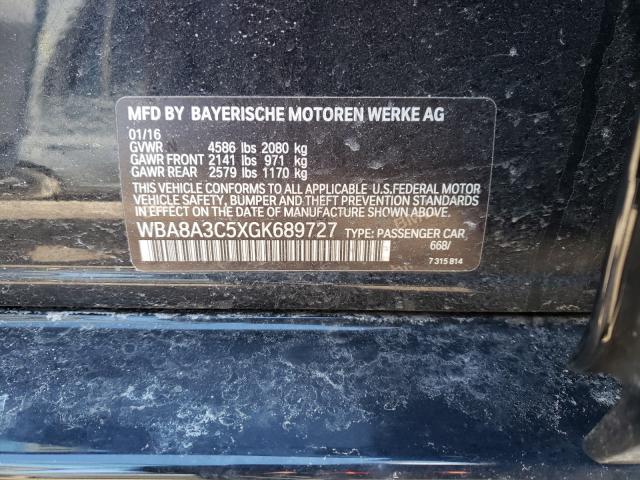 MFD BY BAYERISCHE MOTOREN WERKE AG
01/16
GVWR 4586 lbs 2080 kg
GAWR FRONT 2141 lbs 971 kg
GAWR REAR 2579 lbs 1170 kg
THIS VEHICLE CONFORMS TO ALL APPLICABLE U.S.FEDERAL MOTOR
VEHICLE SAFETY, BUMPER AND THEFT PREVENTION STANDARDS
IN EFFECT ON THE DATE OF MANUFACTURE SHOWN ABOVE.
WBA8A3C5XGK689727 TYPE: PASSENGER CAR
668/
7 315 814